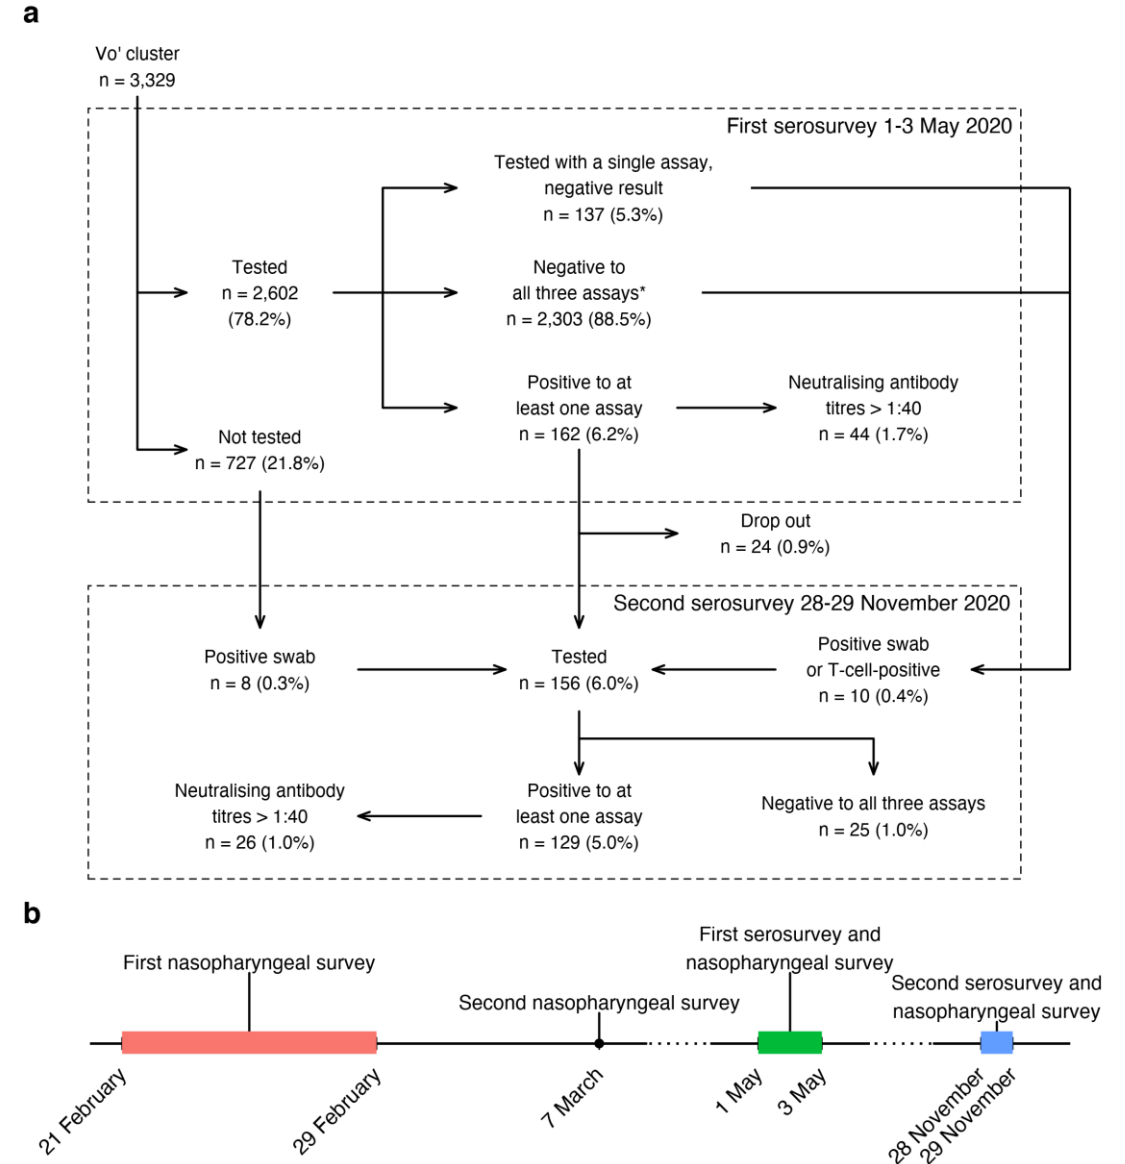 a
Vo' cluster
n = 3,329
First serosurvey 1-3 May 2020
Tested with a single assay,
negative result
n = 137 (5.3%)
Tested
n = 2,602
(78.2%)
Negative to
all three assays*
n = 2,303 (88.5%)
Positive to at
least one assay
n = 162 (6.2%)
Neutralising antibody
titres > 1:40
n = 44 (1.7%)
Not tested
n = 727 (21.8%)
Drop out
n = 24 (0.9%)
Second serosurvey 28-29 November 2020
Positive swab
n = 8 (0.3%)
Tested
n = 156 (6.0%)
Positive swab
or T-cell-positive
n = 10 (0.4%)
Neutralising antibody
titres > 1:40
n = 26 (1.0%)
Positive to at
least one assay
n = 129 (5.0%)
Negative to all three assays
n = 25 (1.0%)
b
First nasopharyngeal survey
Second nasopharyngeal survey
First serosurvey and
nasopharyngeal survey
Second serosurvey and
nasopharyngeal survey
21 February
29 February
7 March
1 May
3 May
28 November
29 November